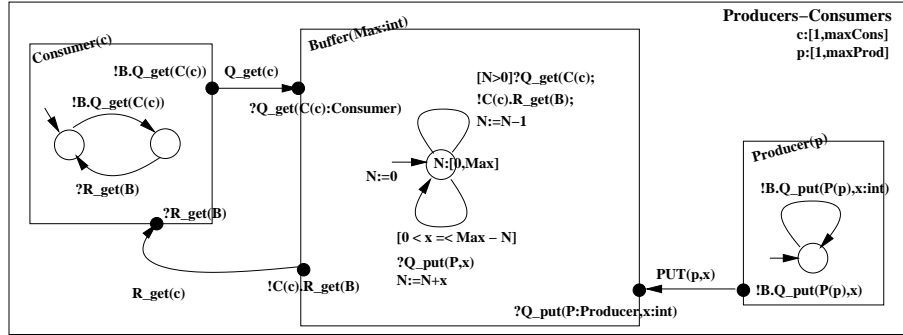 Producers−Consumers
c:[1,maxCons]
p:[1,maxProd]
Consumer(c)
!B.Q_get(C(c))
Q_get(c)
!B.Q_get(C(c))
?R_get(B)
?R_get(B)
R_get(c)
Buffer(Max:int)
?Q_get(C(c):Consumer)
[N>0]?Q_get(C(c);
!C(c).R_get(B);
N:=N−1
N:[0,Max]
N:=0
[0 < x =< Max − N]
?Q_put(P,x)
N:=N+x
!C(c).R_get(B)
?Q_put(P:Producer,x:int)
PUT(p,x)
Producer(p)
!B.Q_put(P(p),x:int)
!B.Q_put(P(p),x)